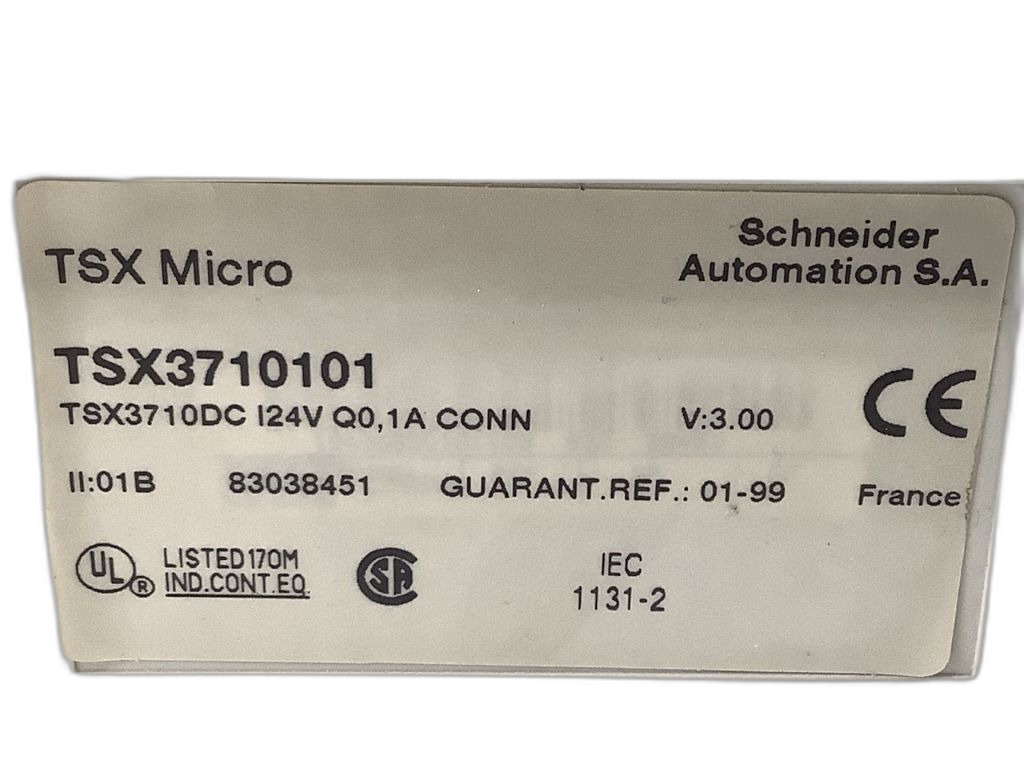 TSX Micro
Schneider
Automation S.A.
TSX3710101
TSX3710DC I24V Q0,1A CONN V:3.00
CE
II:01B 83038451 GUARANT.REF.: 01-99 France
UL ® LISTED 170M
IND.CONT.EQ.
SA
IEC
1131-2